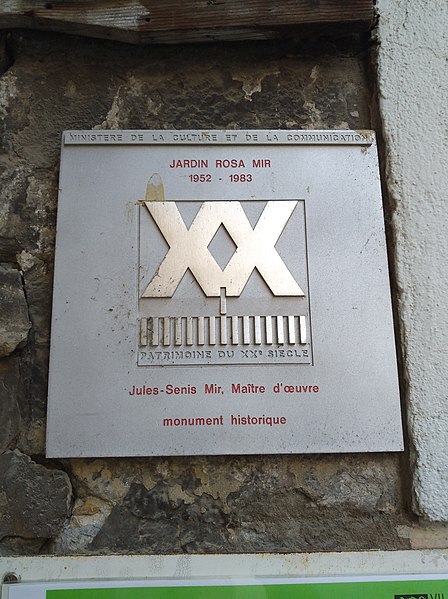 MINISTERE DE LA CULTURE ET DE LA COMMUNICATION
JARDIN ROSA MIR
1952 - 1983
XX
PATRIMOINE DU XXe SIECLE
Jules-Senis Mir, Maître d'œuvre
monument historique